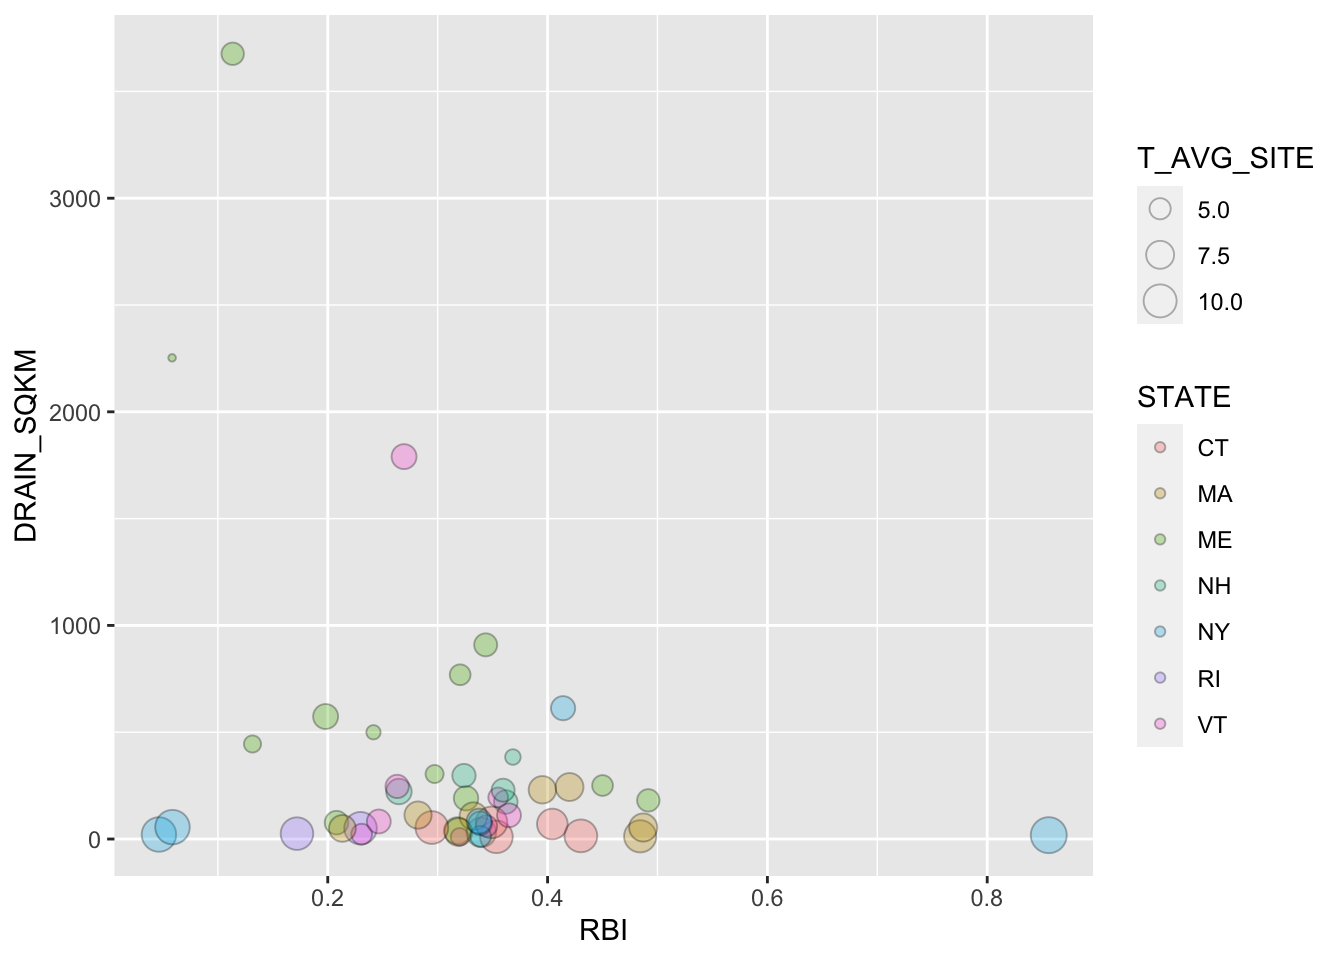 DRAIN_SQKM
3000
2000
1000
0
0.2
0.4
0.6
0.8
RBI
T_AVG_SITE
5.0
7.5
10.0
STATE
CT
MA
ME
NH
NY
RI
VT